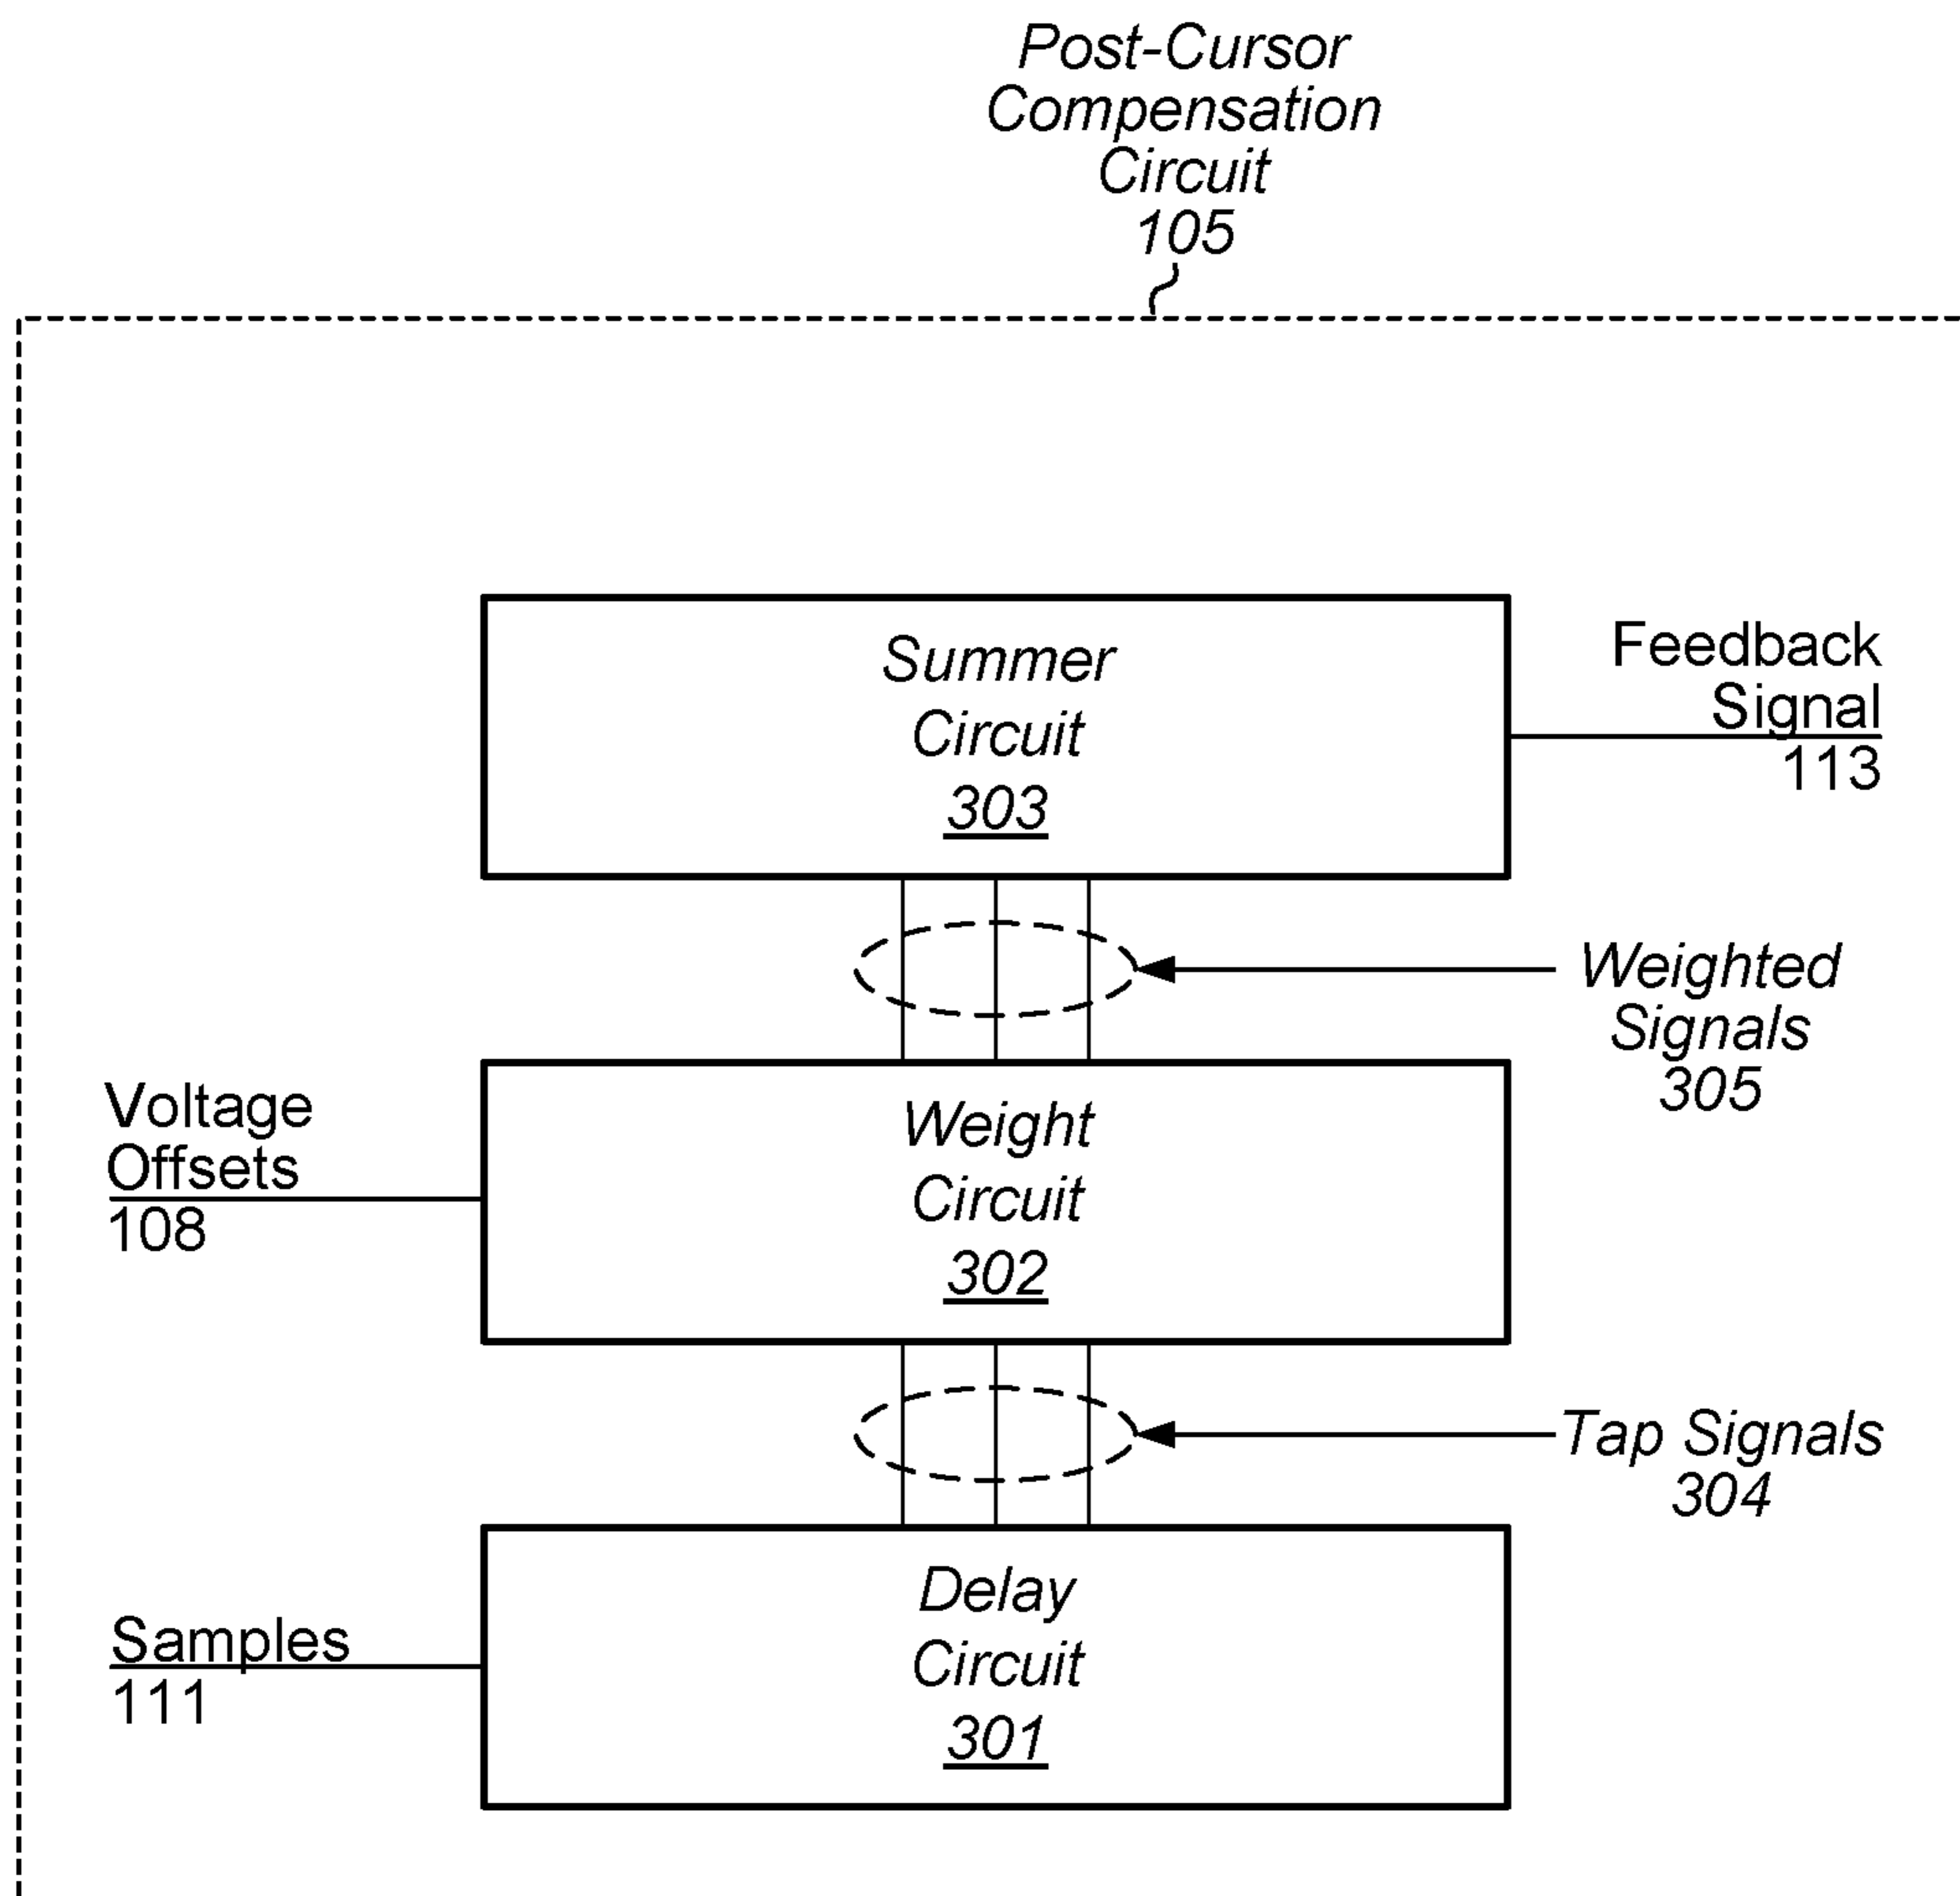 Post-Cursor
Compensation
Circuit
105
Summer
Circuit
303
Feedback
Signal
113
Weighted
Signals
305
Voltage
Offsets
108
Weight
Circuit
302
Tap Signals
304
Samples
111
Delay
Circuit
301